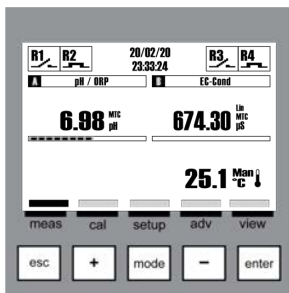 R1 R2 20/02/20 R3 R4
23:33:24
A pH / ORP B EC-Cond
6.98 MTC pH 674.30 Lin MTC µS
25.1 Man °C
meas cal setup adv view
esc + mode - enter